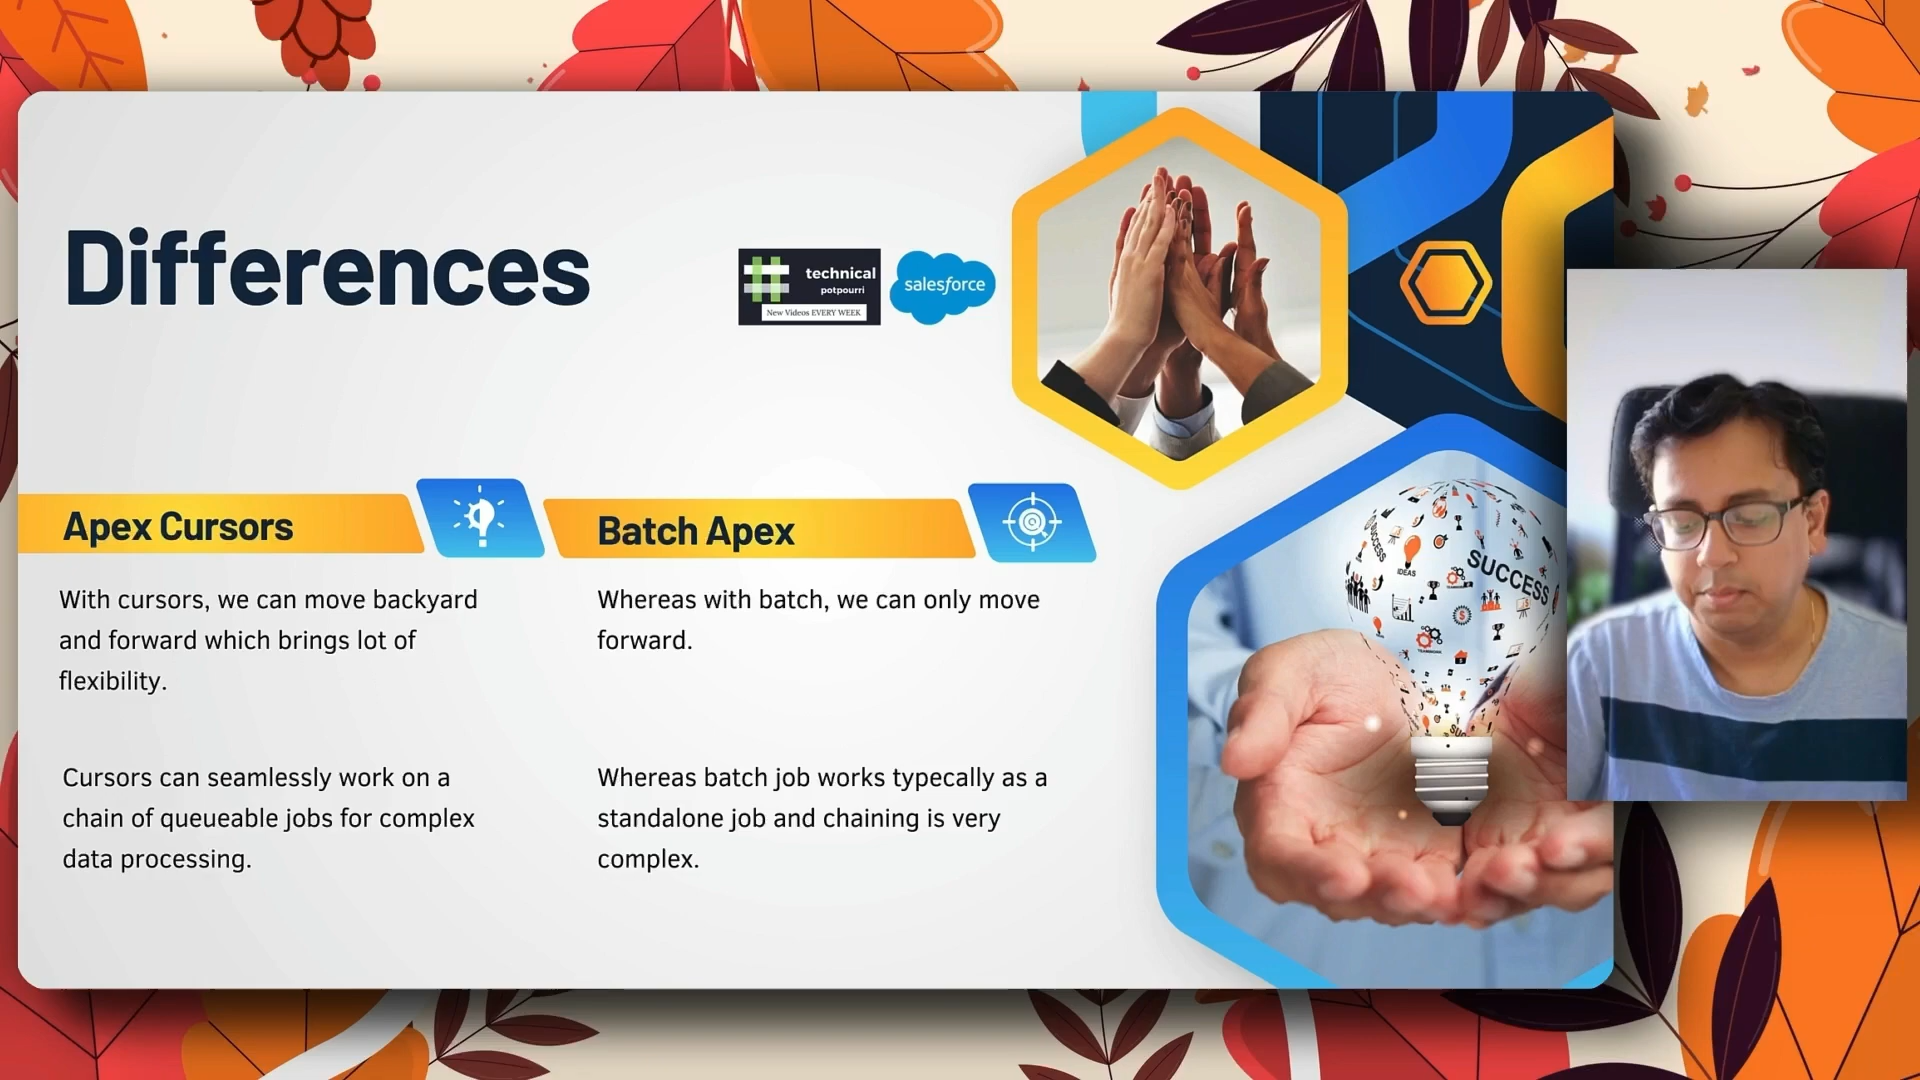 Differences
technical
potpourri
New Videos EVERY WEEK
salesforce
Apex Cursors
Batch Apex
With cursors, we can move backyard
and forward which brings lot of
flexibility.
Whereas with batch, we can only move
forward.
Cursors can seamlessly work on a
chain of queueable jobs for complex
data processing.
Whereas batch job works typecally as a
standalone job and chaining is very
complex.
SUCCESS
SUCCESS
IDEAS